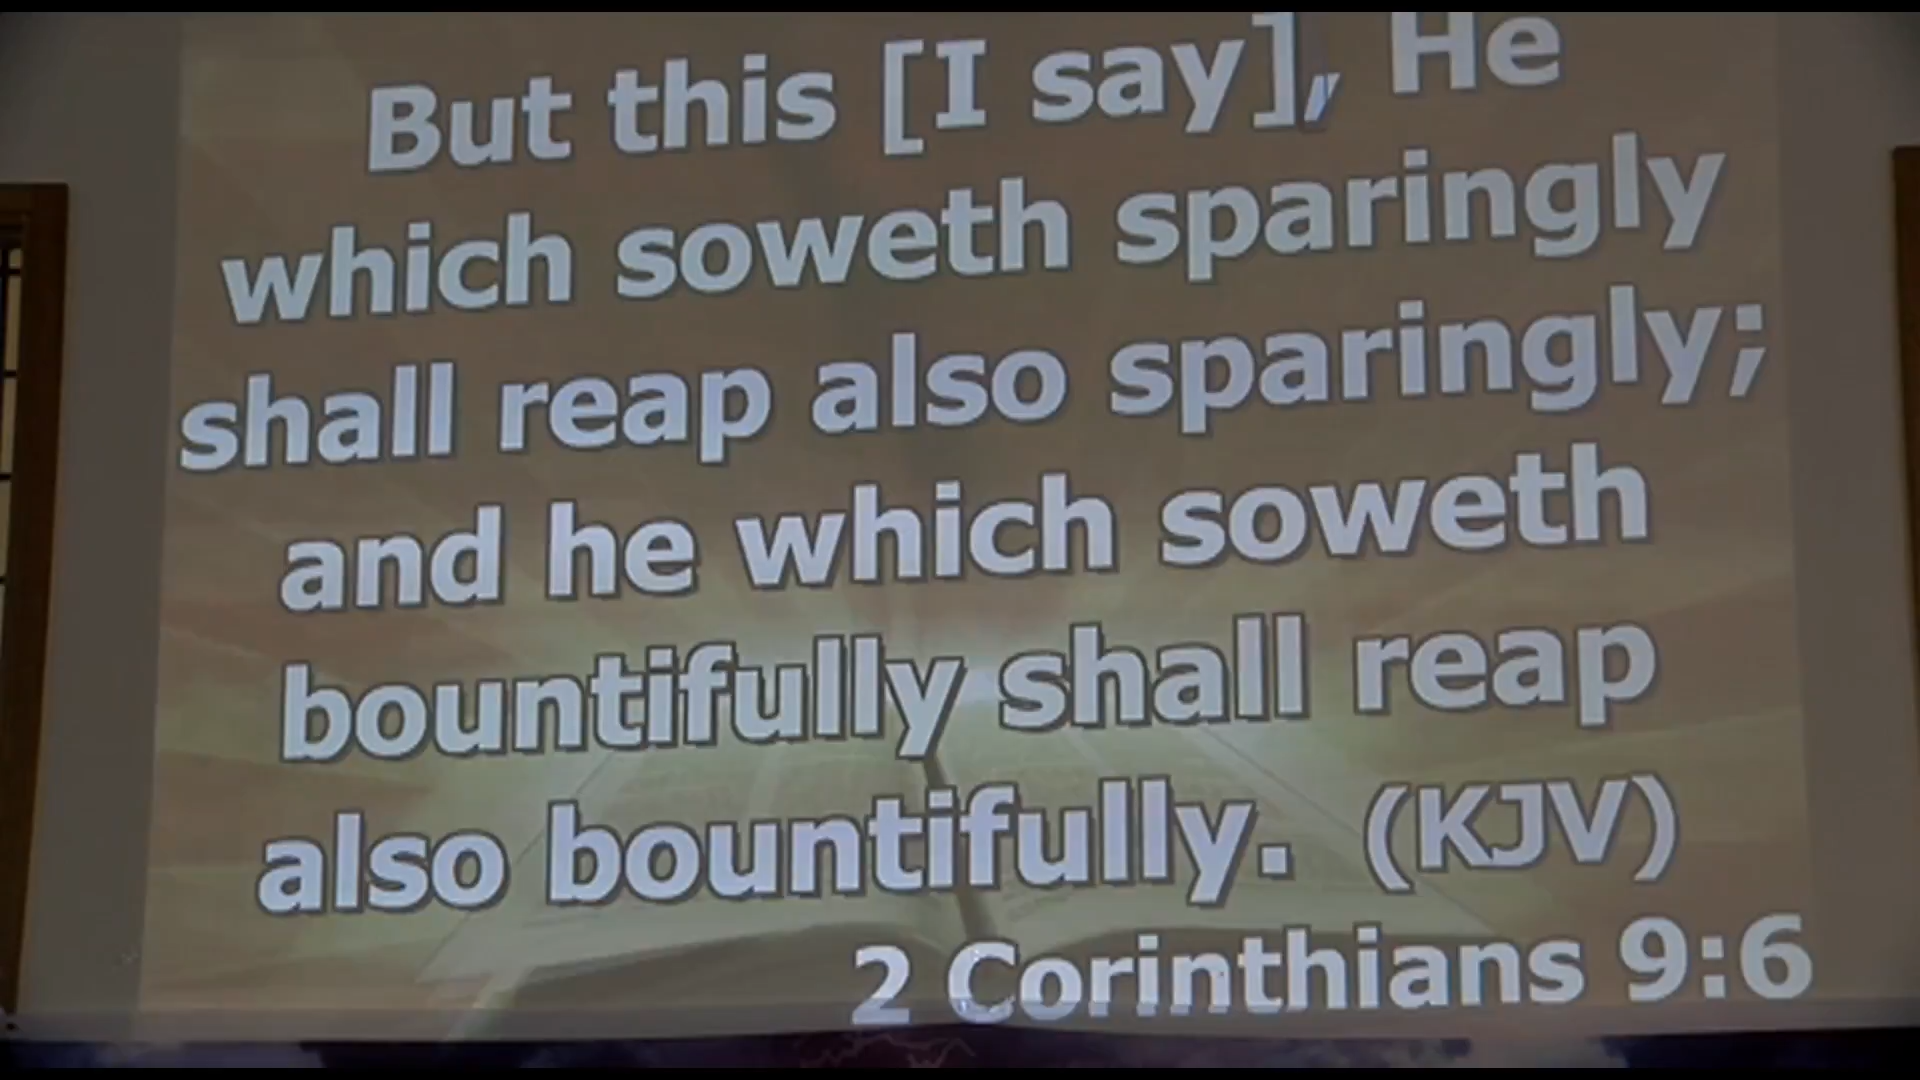 But this [I say], He
which soweth sparingly
shall reap also sparingly;
and he which soweth
bountifully shall reap
also bountifully. (KJV)
2 Corinthians 9:6